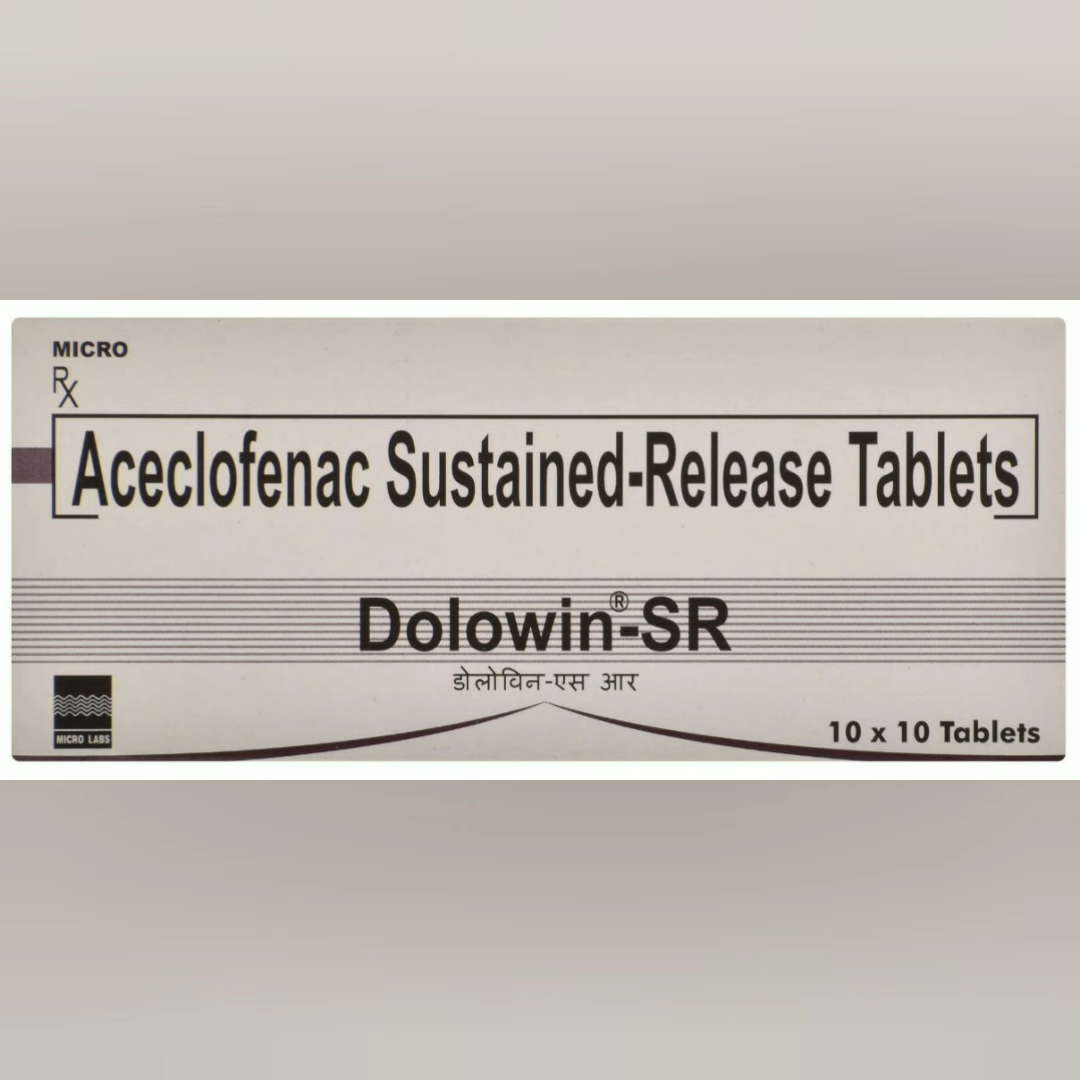 MICRO
Rx
Aceclofenac Sustained-Release Tablets
Dolowin®-SR
डोलोविन-एस आर
MICRO LABS
10 x 10 Tablets